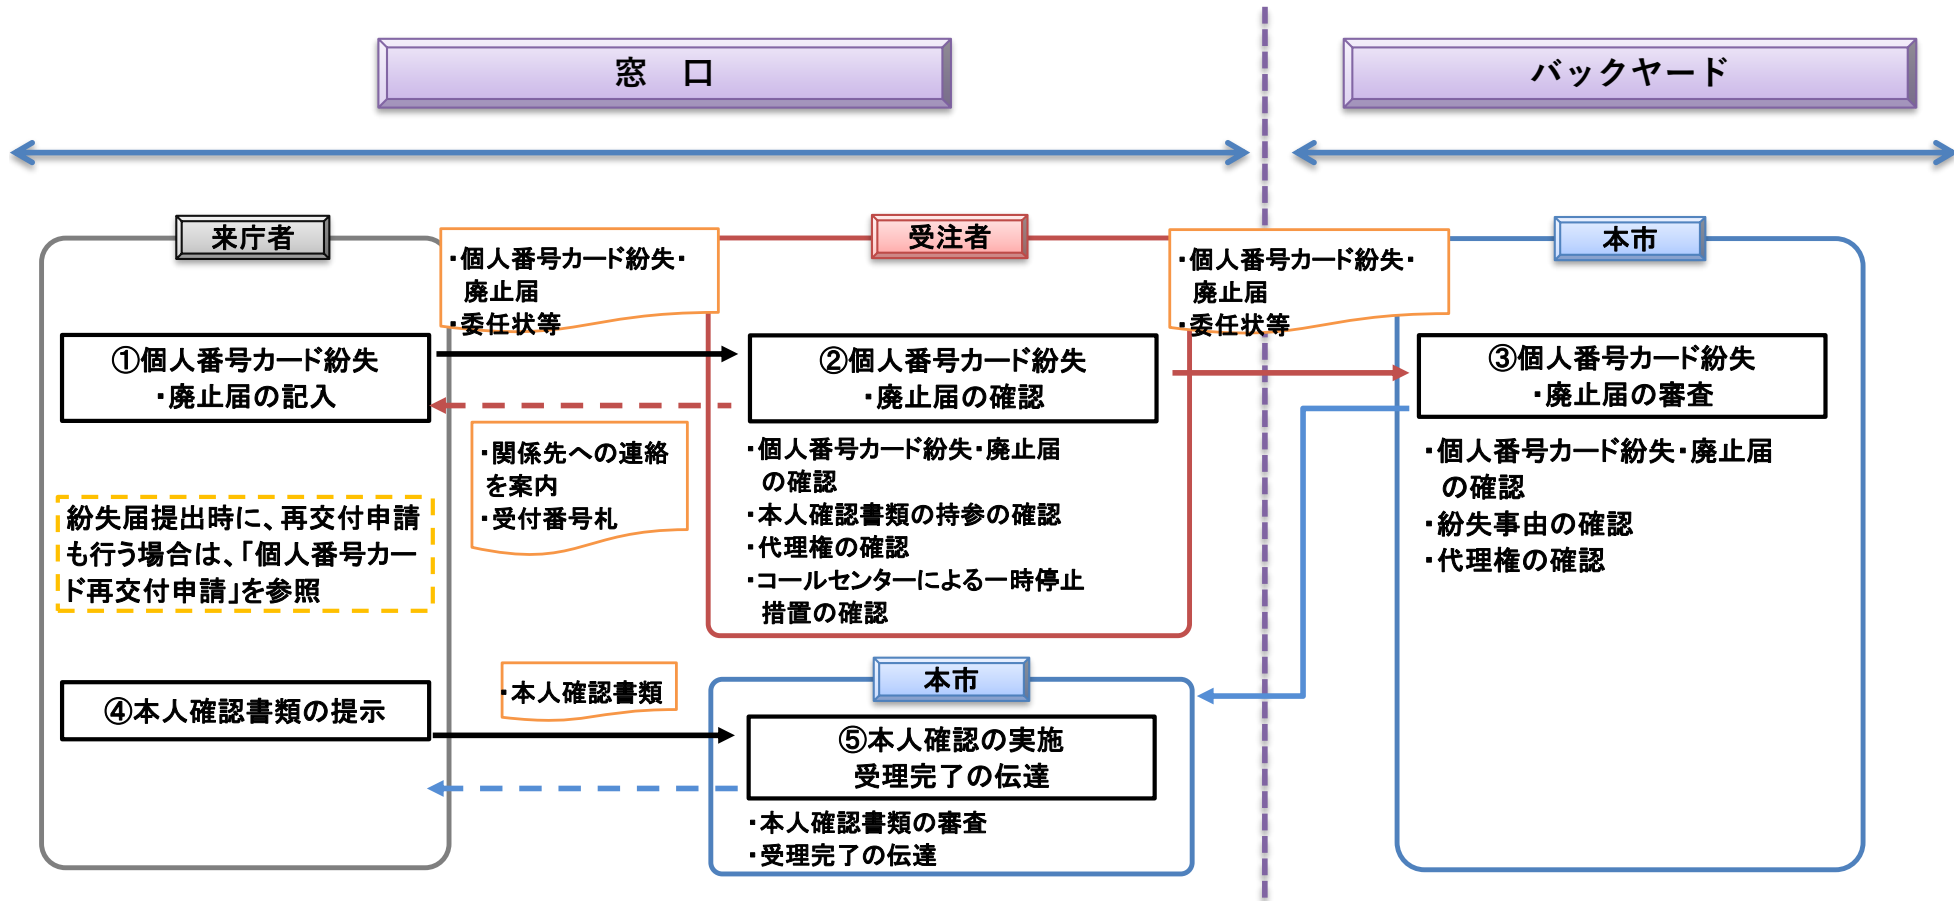 窓　口
バックヤード
来庁者
受注者
本市
・個人番号カード紛失・
廃止届
・委任状等
・個人番号カード紛失・
廃止届
・委任状等
①個人番号カード紛失
・廃止届の記入
②個人番号カード紛失
・廃止届の確認
③個人番号カード紛失
・廃止届の審査
・関係先への連絡
を案内
・受付番号札
・個人番号カード紛失・廃止届
の確認
・本人確認書類の持参の確認
・代理権の確認
・コールセンターによる一時停止
措置の確認
・個人番号カード紛失・廃止届
の確認
・紛失事由の確認
・代理権の確認
紛失届提出時に、再交付申請
も行う場合は、「個人番号カー
ド再交付申請」を参照
④本人確認書類の提示
・本人確認書類
本市
⑤本人確認の実施
受理完了の伝達
・本人確認書類の審査
・受理完了の伝達